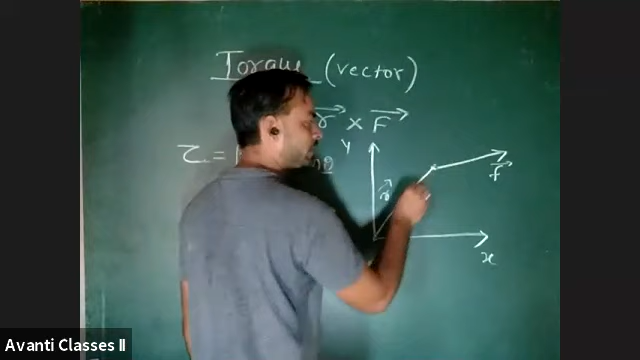 Torque (vector)
r⃗ × F⃗
τ =
y
r⃗
f⃗
x
Avanti Classes II